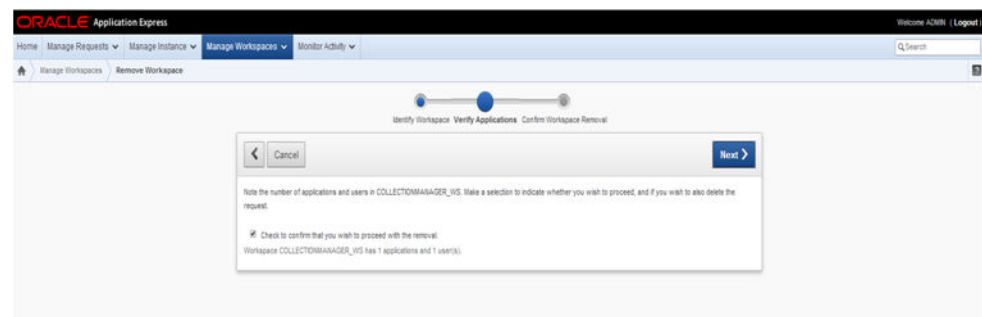 ORACLE Application Express
Welcome ADMIN ( Logout )
Home Manage Requests Manage Instance Manage Workspaces Monitor Activity
Search
Manage Workspaces Remove Workspace
?
Identify Workspace Verify Applications Confirm Workspace Removal
Cancel
Next
Note the number of applications and users in COLLECTIONMANAGER_WS. Make a selection to indicate whether you wish to proceed, and if you wish to also delete the
request.
Check to confirm that you wish to proceed with the removal.
Workspace COLLECTIONMANAGER_WS has 1 applications and 1 user(s).